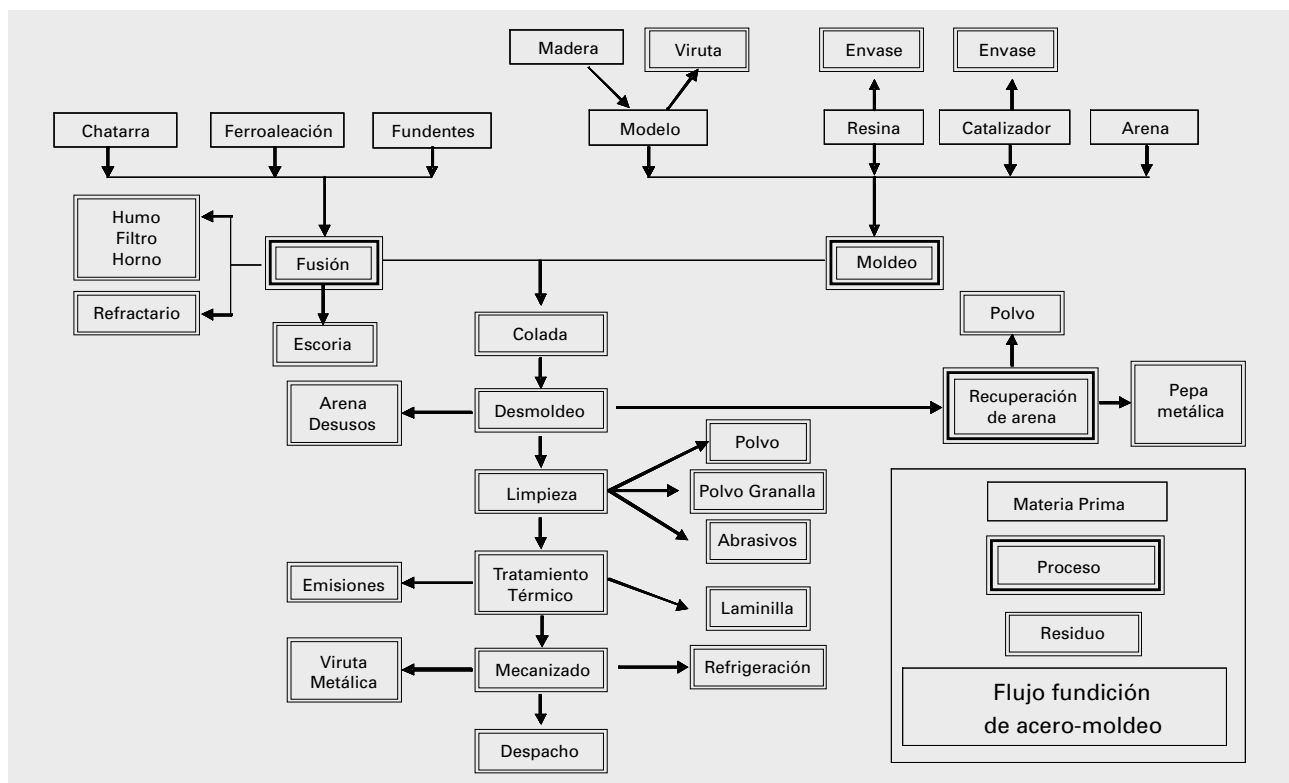 Madera
Viruta
Envase
Envase
Chatarra
Ferroaleación
Fundentes
Modelo
Resina
Catalizador
Arena
Humo
Filtro
Horno
Fusión
Moldeo
Refractario
Escoria
Colada
Polvo
Arena
Desusos
Desmoldeo
Recuperación
de arena
Pepa
metálica
Polvo
Limpieza
Polvo Granalla
Abrasivos
Emisiones
Tratamiento
Térmico
Laminilla
Viruta
Metálica
Mecanizado
Refrigeración
Despacho
Materia Prima
Proceso
Residuo
Flujo fundición
de acero-moldeo